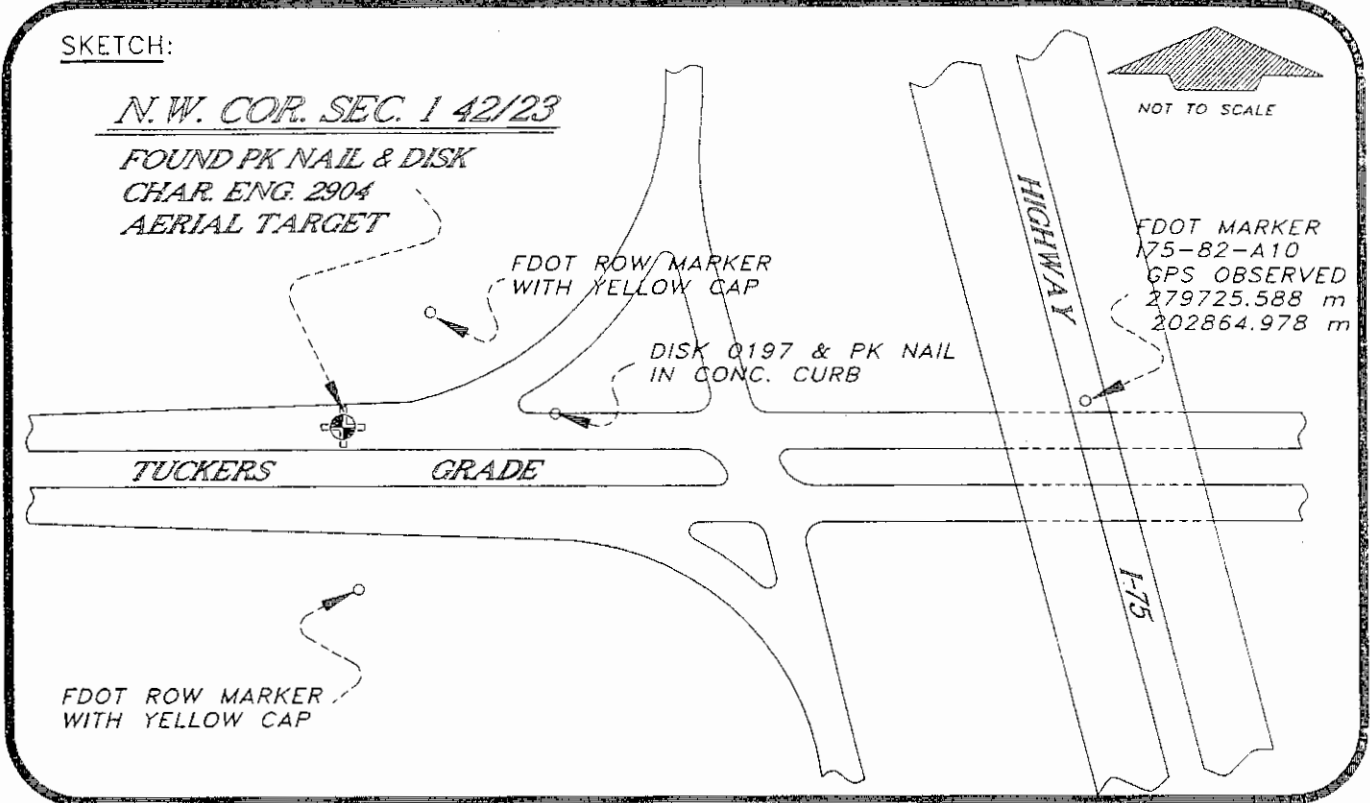 SKETCH:
N.W. COR. SEC. 1 42/23
FOUND PK NAIL & DISK
CHAR. ENG. 2904
AERIAL TARGET
NOT TO SCALE
FDOT ROW MARKER
WITH YELLOW CAP
HIGHWAY
FDOT MARKER
I75-82-A10
GPS OBSERVED
279725.588 m
202864.978 m
DISK 0197 & PK NAIL
IN CONC. CURB
TUCKERS GRADE
I-75
FDOT ROW MARKER
WITH YELLOW CAP